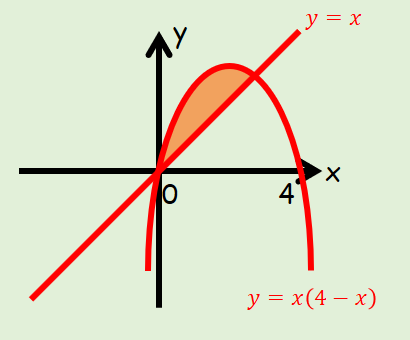 y = x
y
x
0
4
y = x(4 − x)